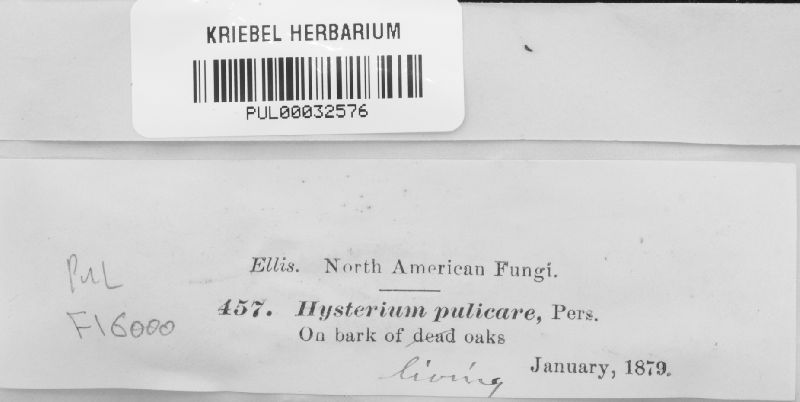 KRIEBEL HERBARIUM
PUL00032576
PUL
F16000
Ellis. North American Fungi.
457. Hysterium pulicare, Pers.
On bark of dead oaks
living
January, 1879.